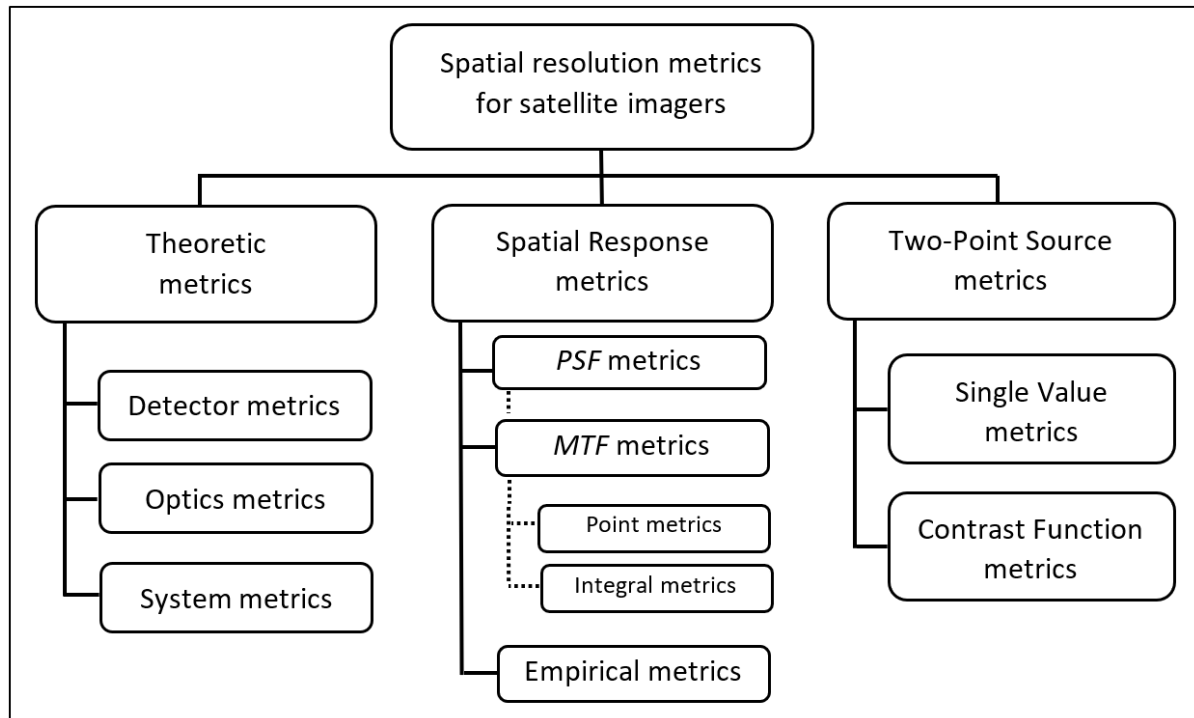 Spatial resolution metrics
for satellite imagers
Theoretic
metrics
Detector metrics
Optics metrics
System metrics
Spatial Response
metrics
PSF metrics
MTF metrics
Point metrics
Integral metrics
Empirical metrics
Two-Point Source
metrics
Single Value
metrics
Contrast Function
metrics